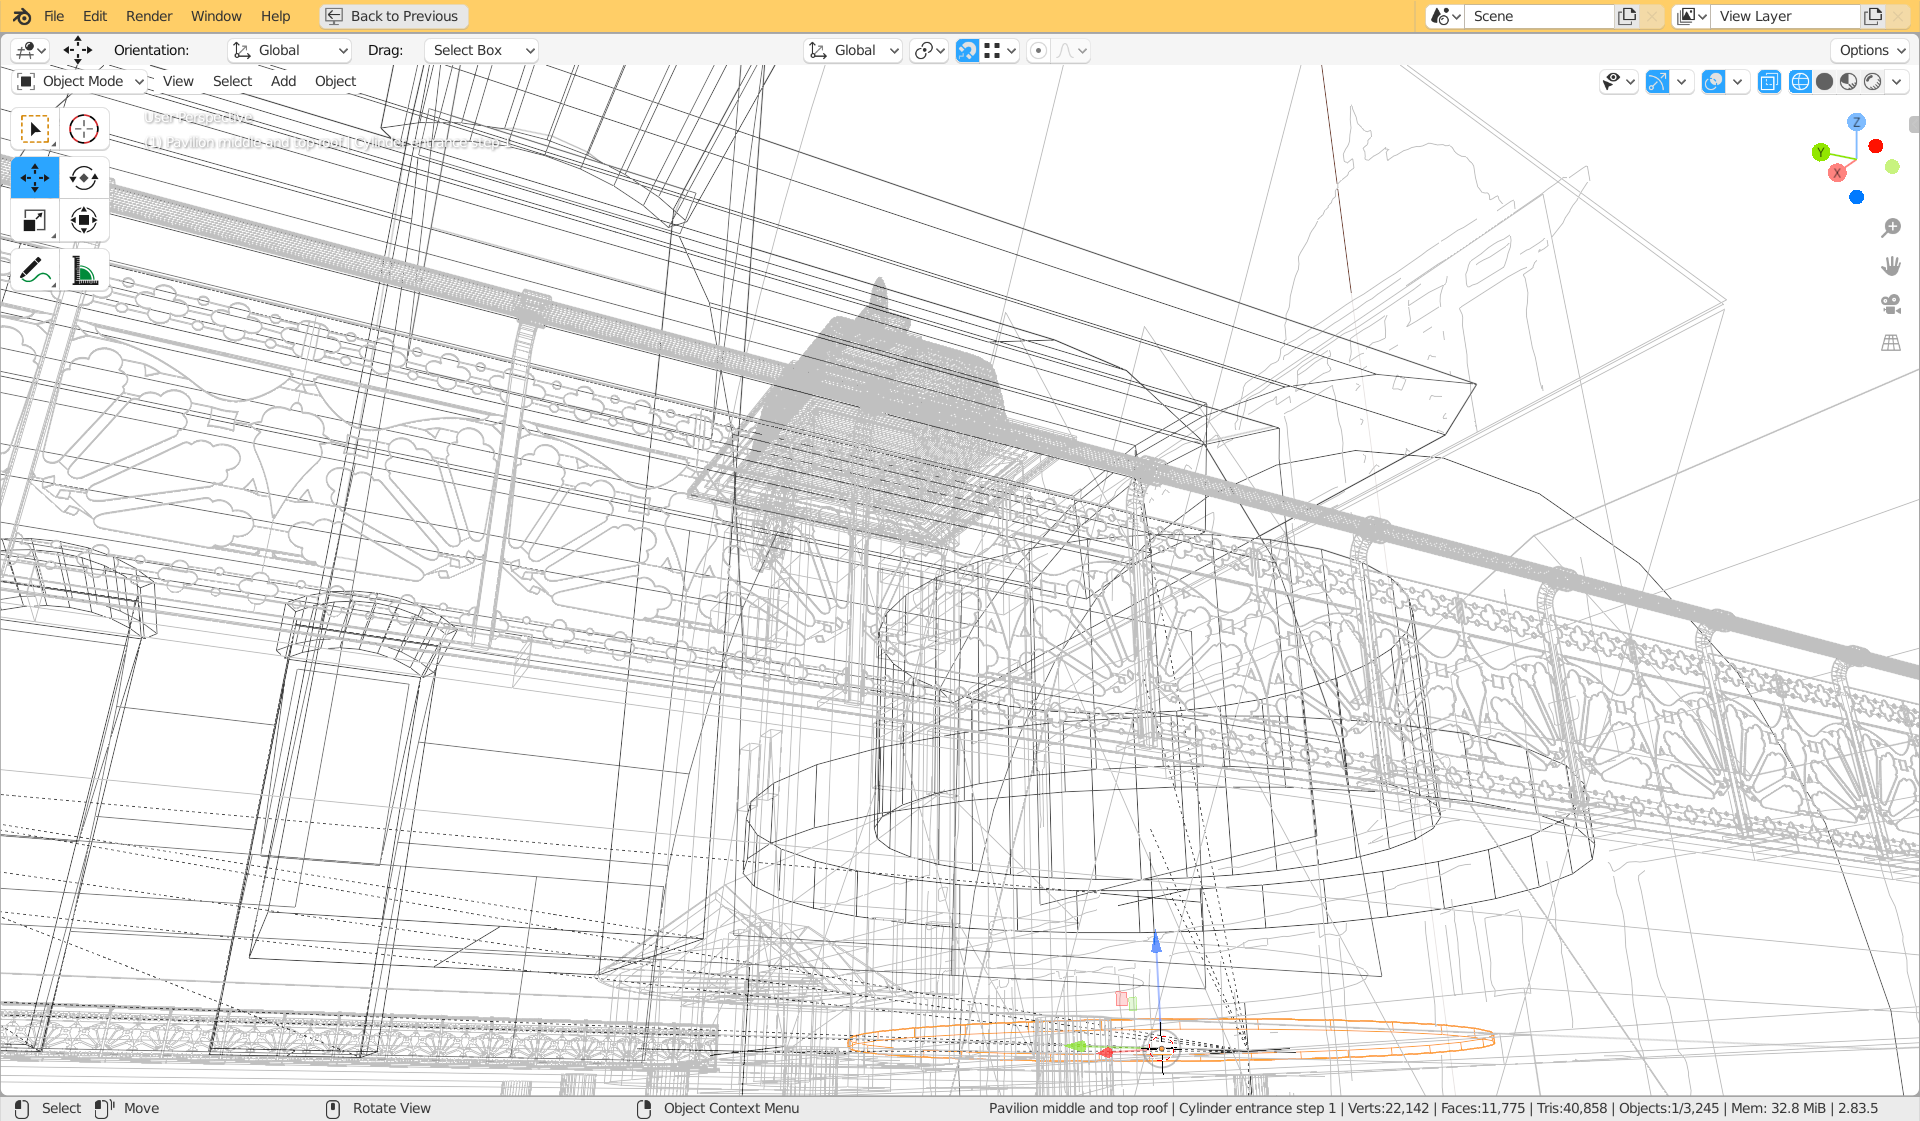 File Edit Render Window Help Back to Previous Scene View Layer
Orientation: Global Drag: Select Box Global Options
Object Mode View Select Add Object
User Perspective
(1) Pavilion middle and top roof | Cylinder entrance step 1
Z
Y
X
Select Move Rotate View Object Context Menu Pavilion middle and top roof | Cylinder entrance step 1 | Verts:22,142 | Faces:11,775 | Tris:40,858 | Objects:1/3,245 | Mem: 32.8 MiB | 2.83.5